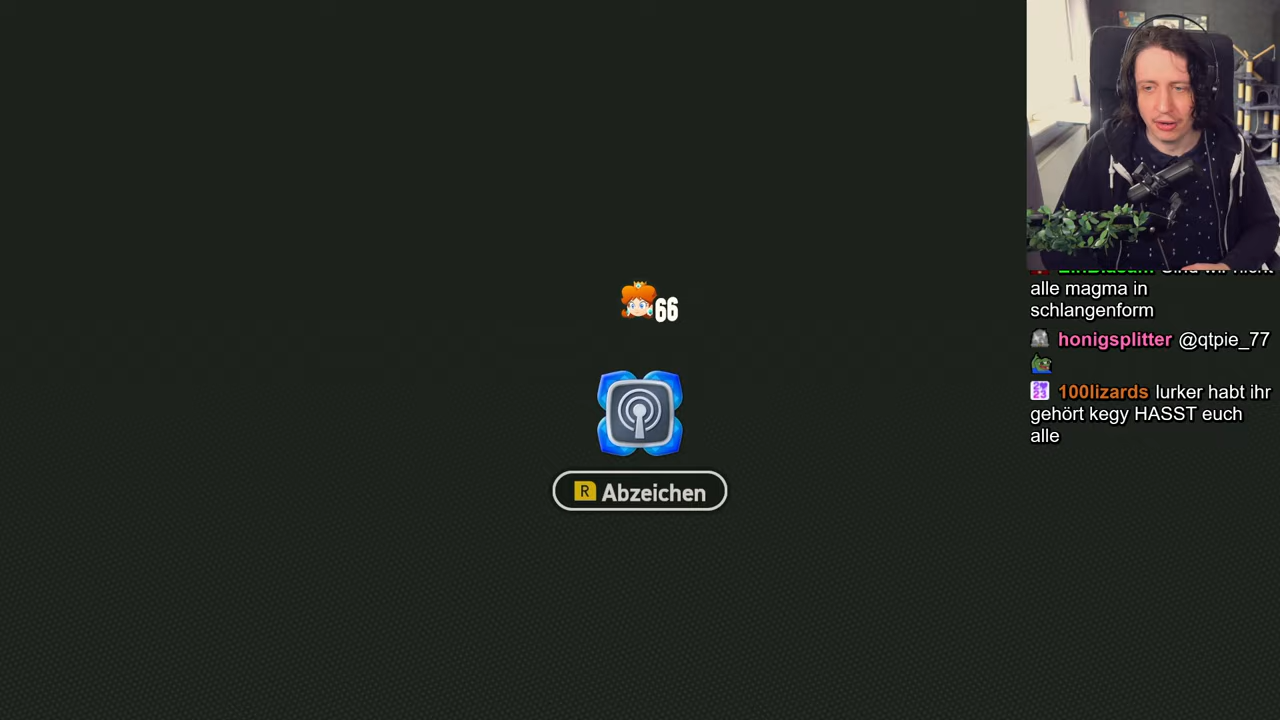 66
R Abzeichen
alle magma in
schlangenform
honigsplitter @qtpie_77
100lizards lurker habt ihr
gehört kegy HASST euch
alle